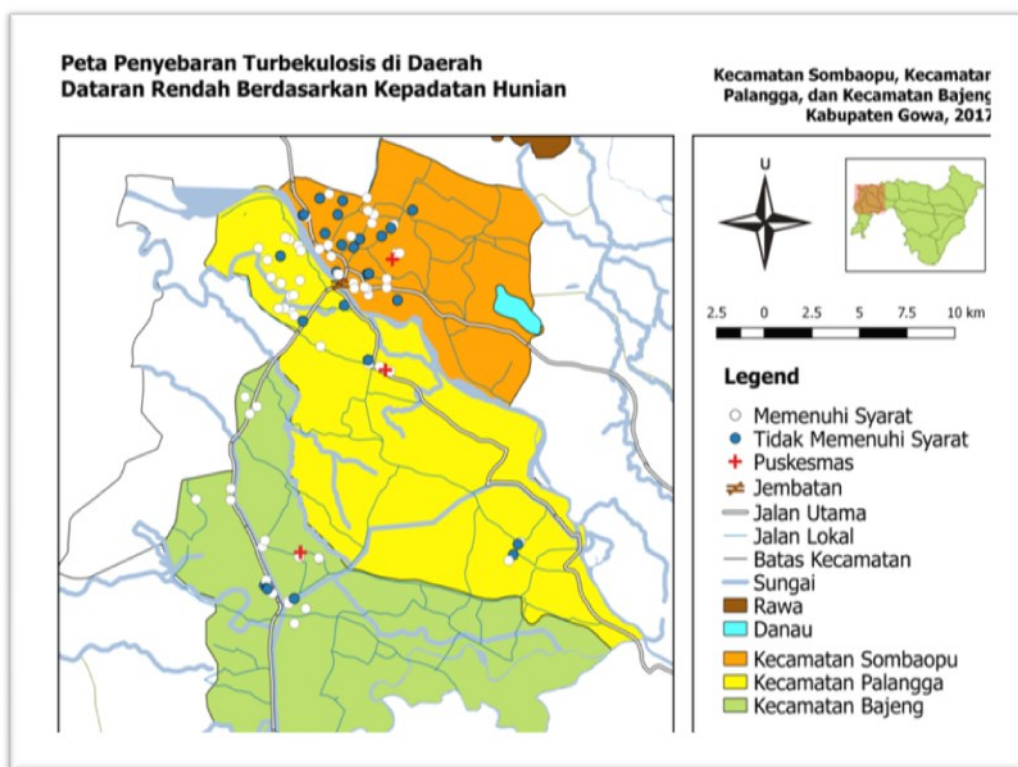 Peta Penyebaran Turbekulosis di Daerah
Dataran Rendah Berdasarkan Kepadatan Hunian
Kecamatan Sombaopu, Kecamatan
Palangga, dan Kecamatan Bajeng
Kabupaten Gowa, 2017
U
2.5 0 2.5 5 7.5 10 km
Legend
Memenuhi Syarat
Tidak Memenuhi Syarat
Puskesmas
Jembatan
Jalan Utama
Jalan Lokal
Batas Kecamatan
Sungai
Rawa
Danau
Kecamatan Sombaopu
Kecamatan Palangga
Kecamatan Bajeng